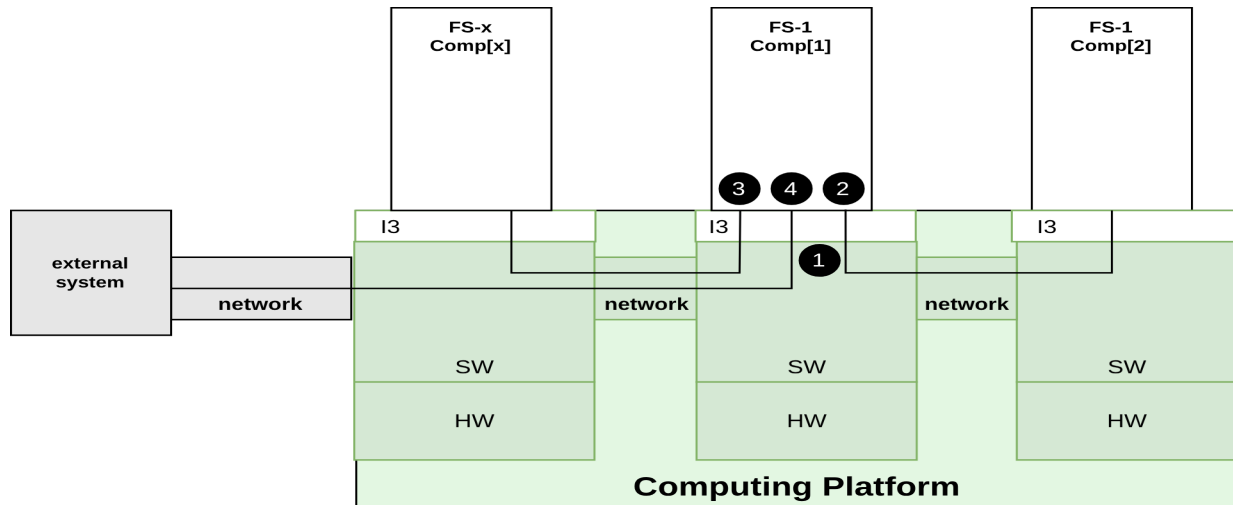 FS-x
Comp[x]
FS-1
Comp[1]
FS-1
Comp[2]
3
4
2
I3
I3
I3
1
external
system
network
network
network
SW
SW
SW
HW
HW
HW
Computing Platform